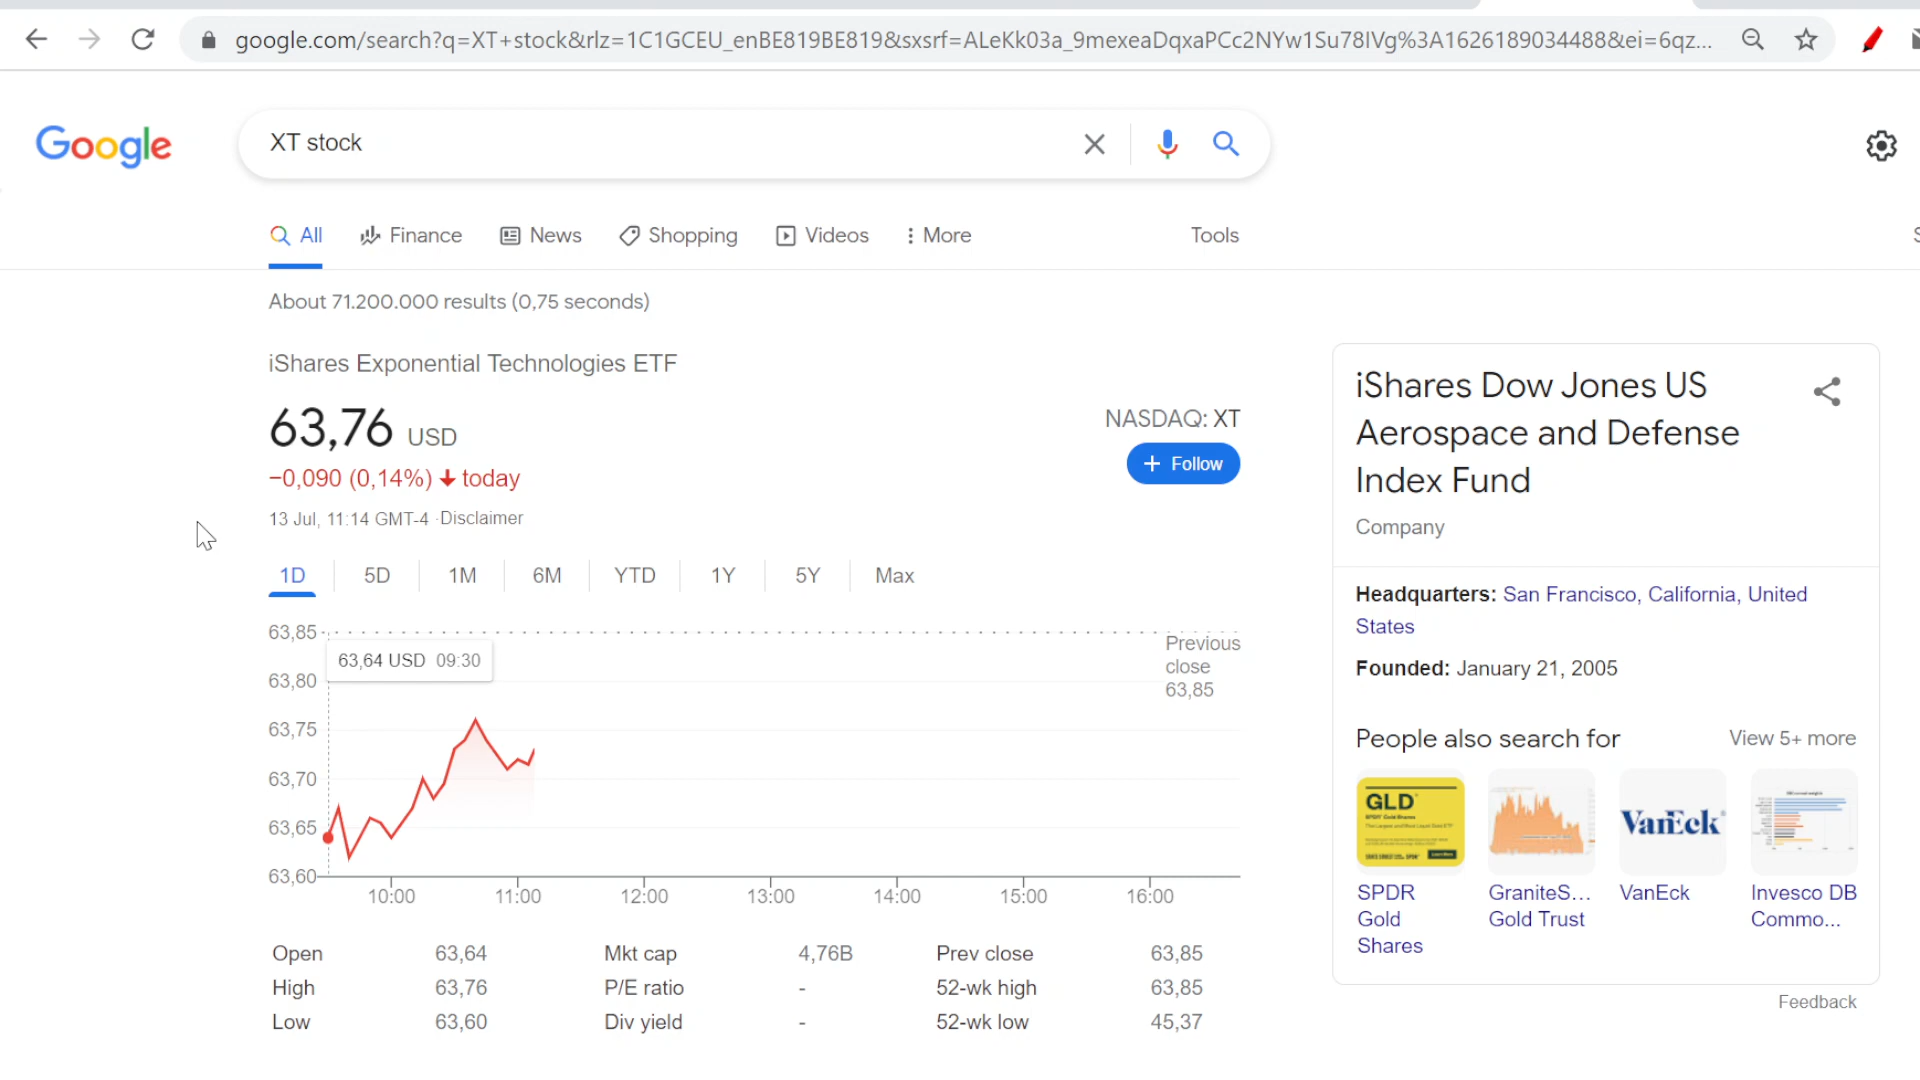 google.com/search?q=XT+stock&rlz=1C1GCEU_enBE819BE819&sxsrf=ALeKk03a_9mexeaDqxaPCc2NYw1Su78IVg%3A1626189034488&ei=6qz...
Google
XT stock
All
Finance
News
Shopping
Videos
More
Tools
About 71.200.000 results (0,75 seconds)
iShares Exponential Technologies ETF
63,76 USD
NASDAQ: XT
−0,090 (0,14%) today
+ Follow
13 Jul, 11:14 GMT-4 ·Disclaimer
1D
5D
1M
6M
YTD
1Y
5Y
Max
63,85
63,80
63,75
63,70
63,65
63,60
63,64 USD 09:30
Previous
close
63,85
10:00
11:00
12:00
13:00
14:00
15:00
16:00
Open 63,64 Mkt cap 4,76B Prev close 63,85
High 63,76 P/E ratio - 52-wk high 63,85
Low 63,60 Div yield - 52-wk low 45,37
iShares Dow Jones US
Aerospace and Defense
Index Fund
Company
Headquarters: San Francisco, California, United
States
Founded: January 21, 2005
People also search for
View 5+ more
GLD
VanEck
SPDR
Gold
Shares
GraniteS...
Gold Trust
VanEck
Invesco DB
Commo...
Feedback